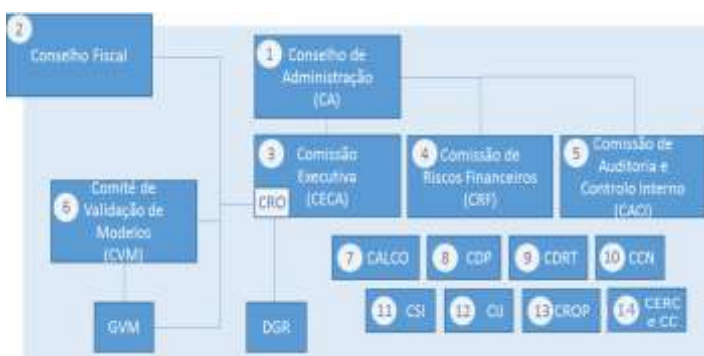 2
Conselho Fiscal
1 Conselho de
Administração
(CA)
3 Comissão
Executiva
(CECA)
CRO
4 Comissão de
Riscos Financeiros
(CRF)
5 Comissão de
Auditoria e
Controlo Interno
(CACI)
6 Comité de
Validação de
Modelos
(CVM)
7 CALCO
8 CDP
9 CDRT
10 CCN
11 CSI
12 CIJ
13 CROP
14 CERC
e CC
GVM
DGR